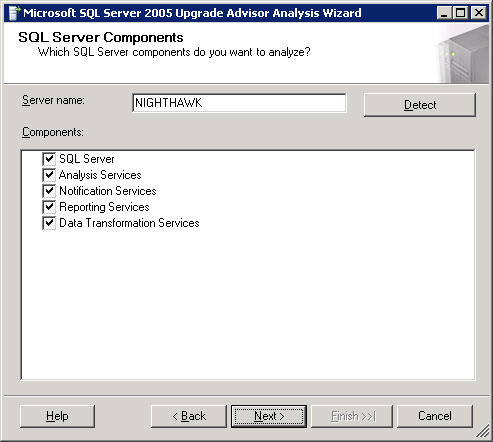 Microsoft SQL Server 2005 Upgrade Advisor Analysis Wizard
SQL Server Components
Which SQL Server components do you want to analyze?
Server name: NIGHTHAWK Detect
Components:
SQL Server
Analysis Services
Notification Services
Reporting Services
Data Transformation Services
Help < Back Next > Finish >>| Cancel